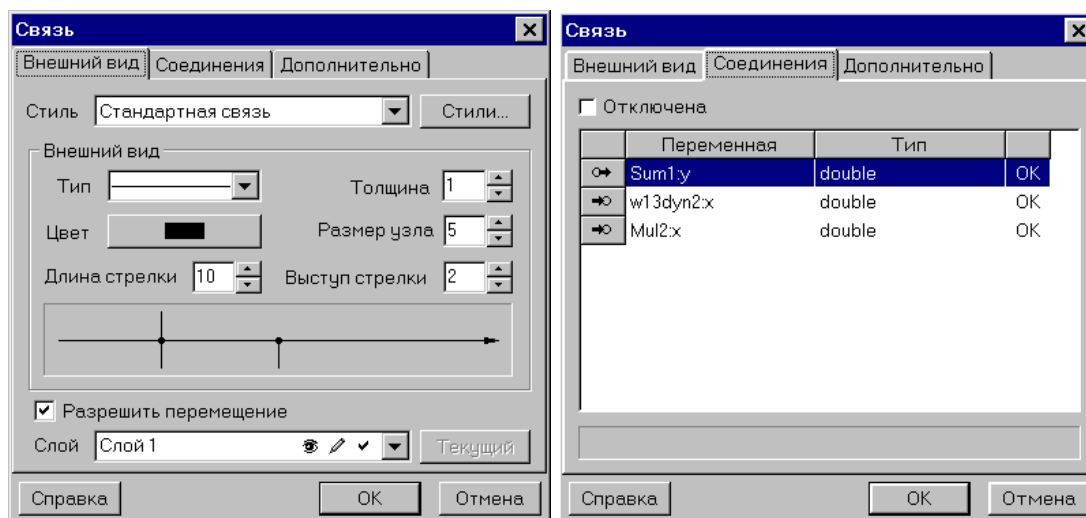 Связь
Внешний вид Соединения Дополнительно
Стиль Стандартная связь Стили...
Внешний вид
Тип Толщина 1
Цвет Размер узла 5
Длина стрелки 10 Выступ стрелки 2
Разрешить перемещение
Слой Слой 1 Текущий
Справка OK Отмена
Связь
Внешний вид Соединения Дополнительно
Отключена
Переменная Тип
Sum1:y double OK
w13dyn2:x double OK
Mul2:x double OK
Справка OK Отмена